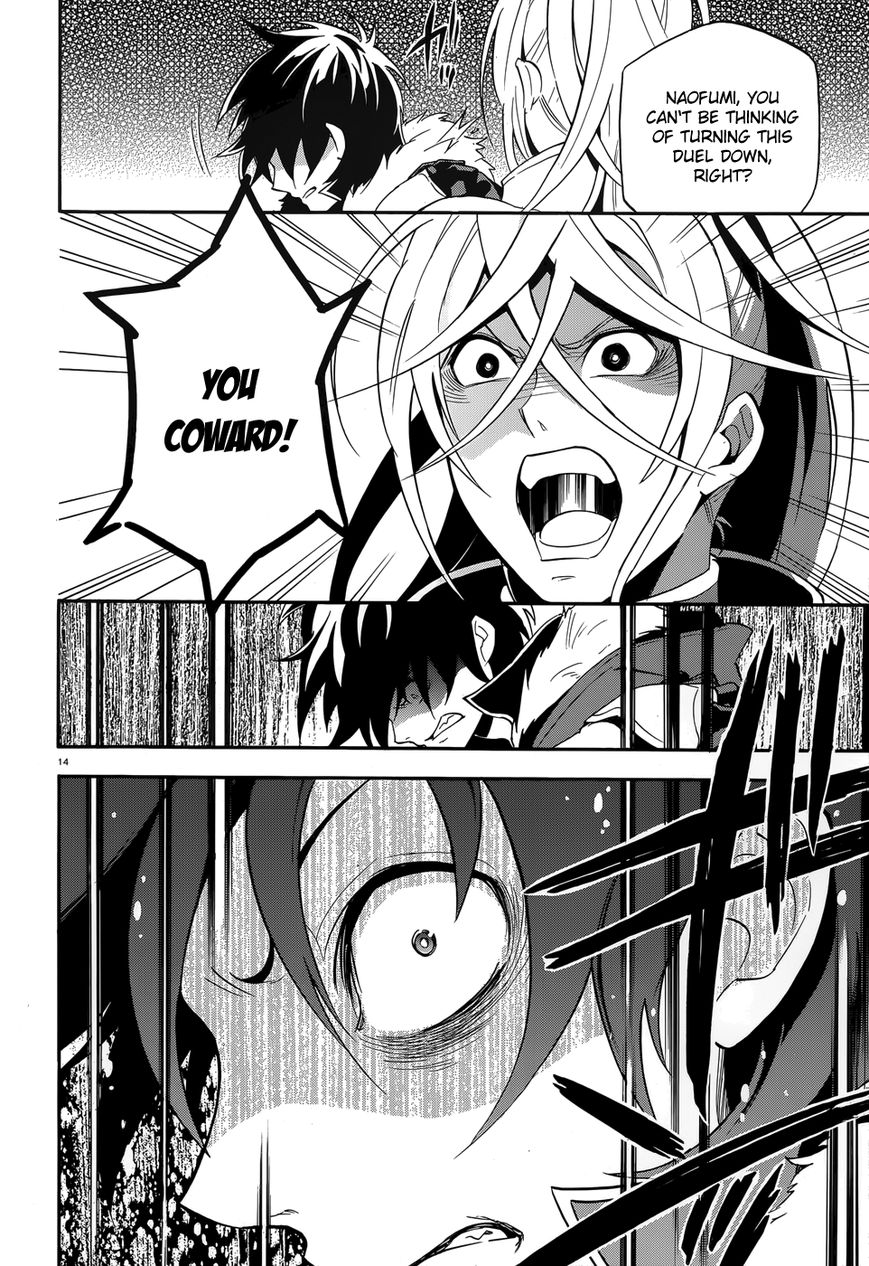 NAOFUMI, YOU
CAN'T BE THINKING
OF TURNING THIS
DUEL DOWN,
RIGHT?
YOU
COWARD!
14